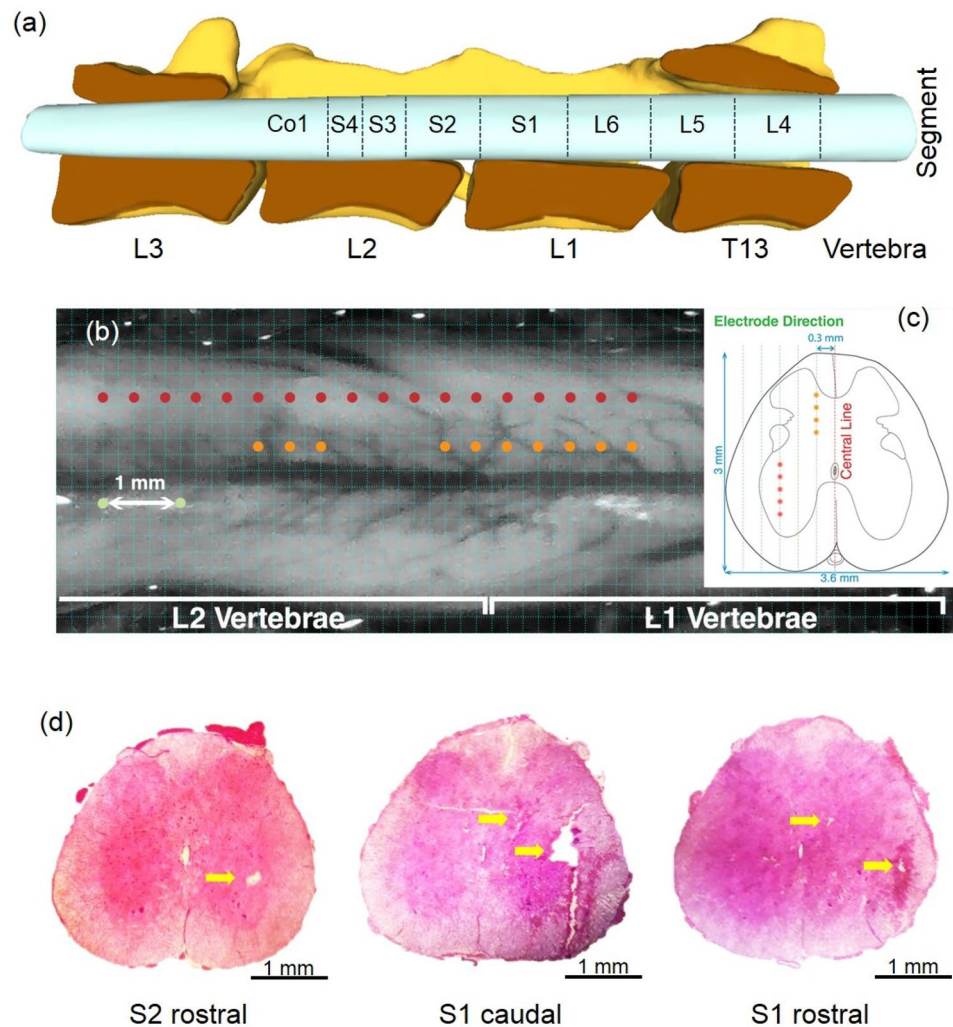 (a)
Co1 S4 S3 S2 S1 L6 L5 L4
Segment
L3 L2 L1 T13 Vertebra
(b)
1 mm
L2 Vertebrae
Ł1 Vertebrae
(c)
Electrode Direction
0.3 mm
Central Line
3 mm
3.6 mm
(d)
1 mm 1 mm 1 mm
S2 rostral S1 caudal S1 rostral